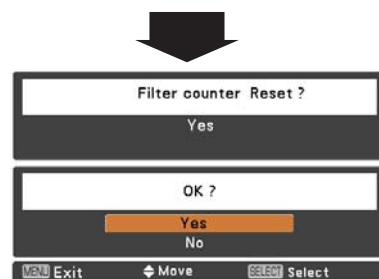 Filter counter Reset ?
Yes
OK ?
Yes
No
MENU Exit Move SELECT Select